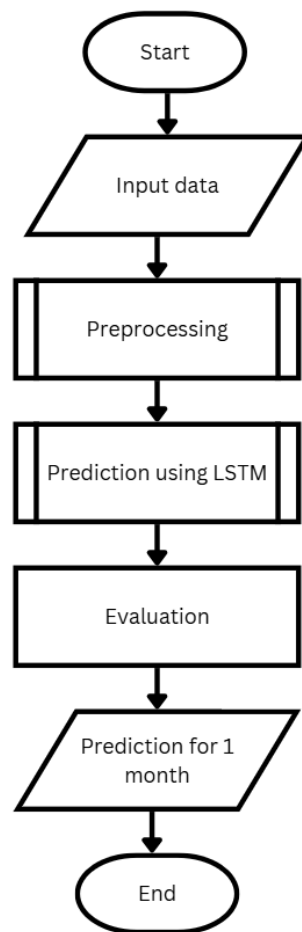 Start
Input data
Preprocessing
Prediction using LSTM
Evaluation
Prediction for 1
month
End